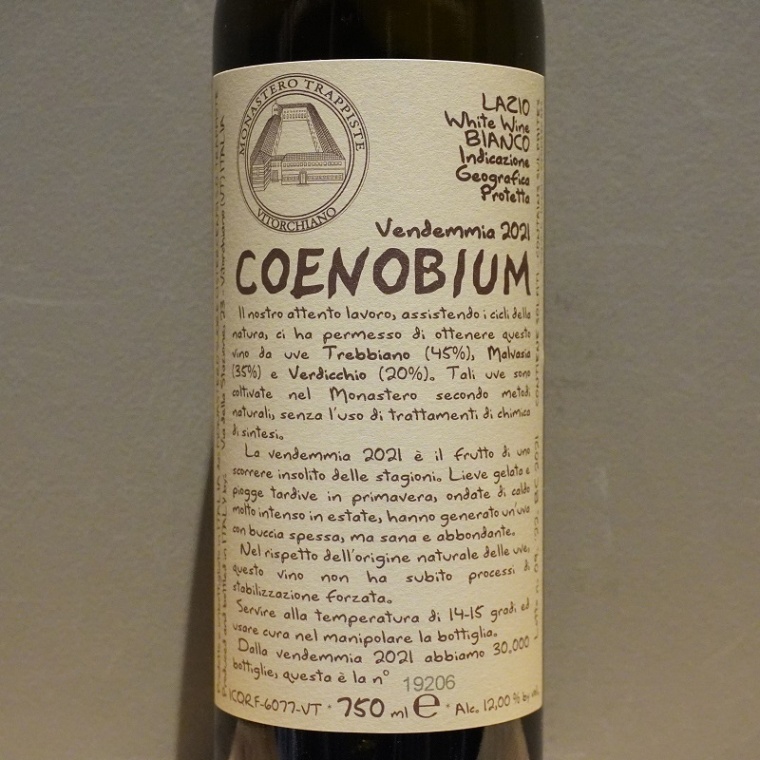 MONASTERO TRAPPISTE
VITORCHIANO
LAZIO
White Wine
BIANCO
Indicazione
Geografica
Protetta
Vendemmia 2021
COENOBIUM
Il nostro attento lavoro, assistendo i cicli della
natura, ci ha permesso di ottenere questo
vino da uve Trebbiano (45%), Malvasia
(35%) e Verdicchio (20%). Tali uve sono
coltivate nel Monastero secondo metodi
naturali, senza l'uso di trattamenti di chimica
di sintesi.
La vendemmia 2021 è il frutto di uno
scorrere insolito delle stagioni. Lieve gelata e
piogge tardive in primavera, ondate di caldo
molto intenso in estate, hanno generato un'uva
con buccia spessa, ma sana e abbondante.
Nel rispetto dell'origine naturale delle uve,
questo vino non ha subito processi di
stabilizzazione forzata.
Servire alla temperatura di 14-15 gradi ed
usare cura nel manipolare la bottiglia.
Dalla vendemmia 2021 abbiamo 30.000
bottiglie, questa è la n° 19206
ICQRF-6077-VT • 750 ml e • Alc. 12,00 % by vol.